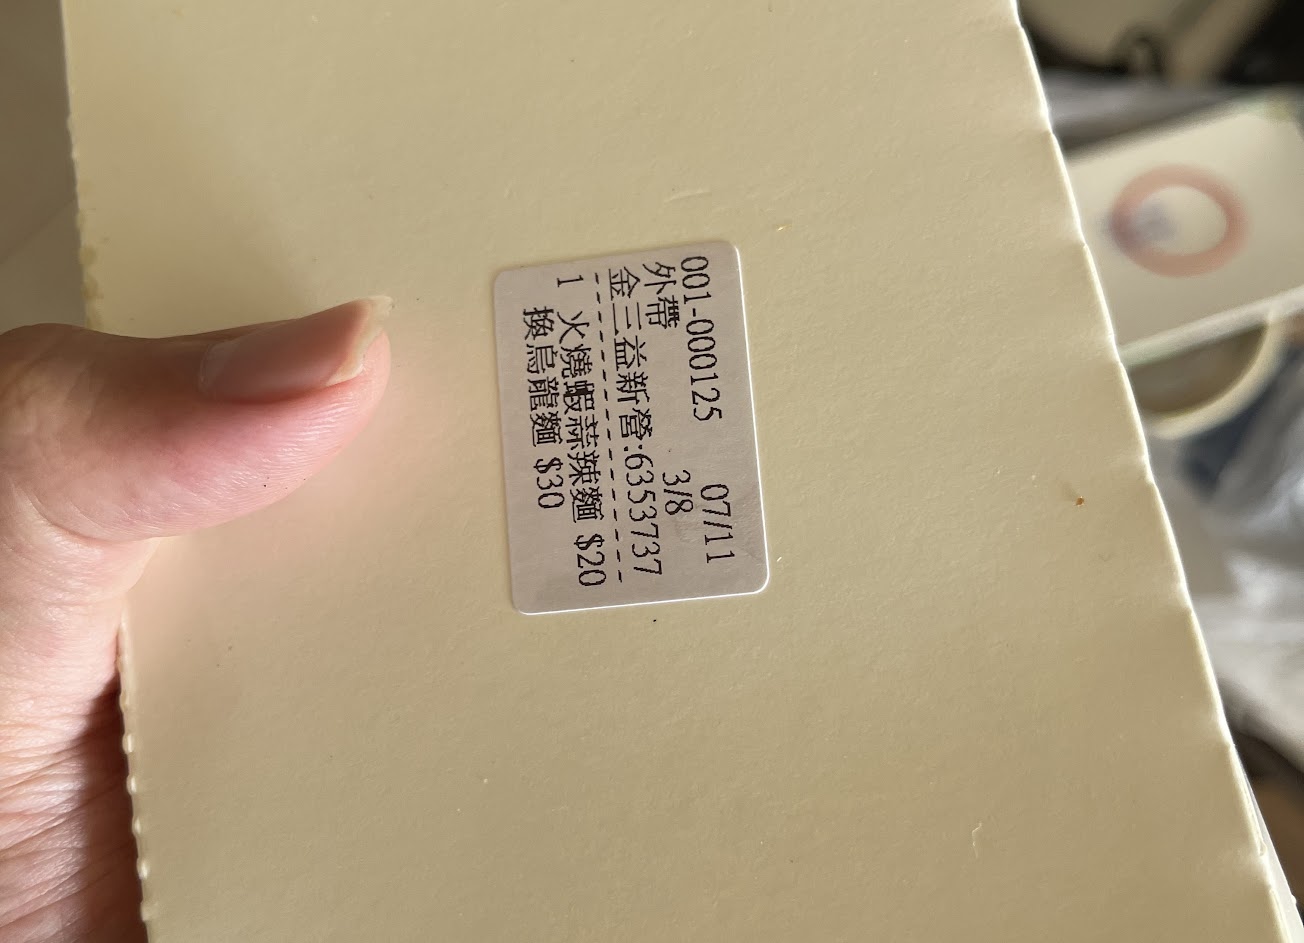 001-000125 07/11
外帶 3/8
金三益新營:6353737
1 火燒蝦蒜辣麵 $20
換烏龍麵 $30